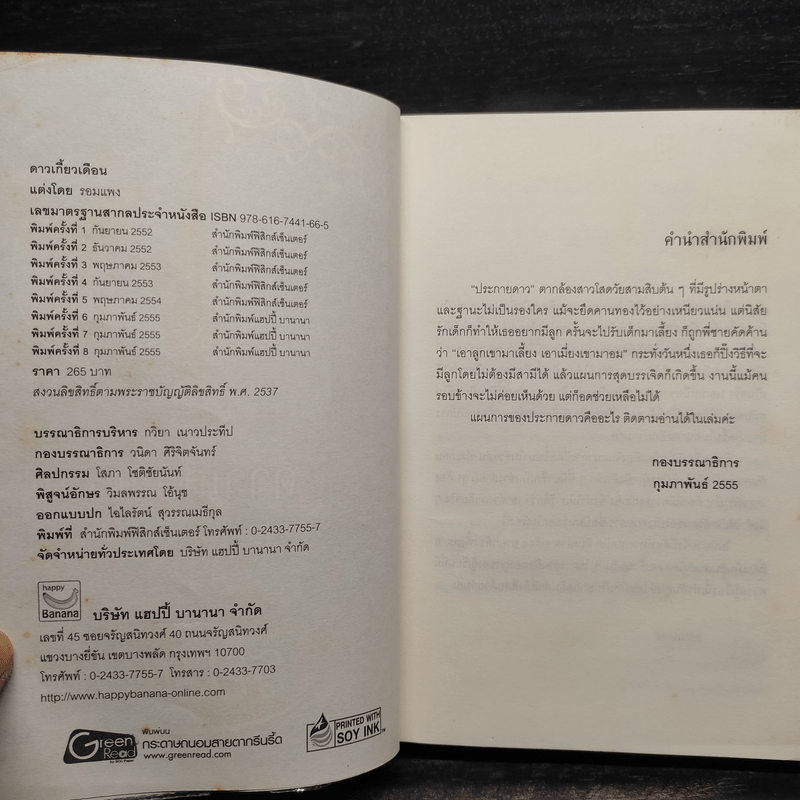 ดาวเกี้ยวเดือน
แต่งโดย รอมแพง
เลขมาตรฐานสากลประจำหนังสือ ISBN 978-616-7441-66-5
พิมพ์ครั้งที่ 1 กันยายน 2552 สำนักพิมพ์ฟิสิกส์เซ็นเตอร์
พิมพ์ครั้งที่ 2 ธันวาคม 2552 สำนักพิมพ์ฟิสิกส์เซ็นเตอร์
พิมพ์ครั้งที่ 3 พฤษภาคม 2553 สำนักพิมพ์ฟิสิกส์เซ็นเตอร์
พิมพ์ครั้งที่ 4 กันยายน 2553 สำนักพิมพ์ฟิสิกส์เซ็นเตอร์
พิมพ์ครั้งที่ 5 พฤษภาคม 2554 สำนักพิมพ์ฟิสิกส์เซ็นเตอร์
พิมพ์ครั้งที่ 6 กุมภาพันธ์ 2555 สำนักพิมพ์แฮปปี้ บานานา
พิมพ์ครั้งที่ 7 กุมภาพันธ์ 2555 สำนักพิมพ์แฮปปี้ บานานา
พิมพ์ครั้งที่ 8 กุมภาพันธ์ 2555 สำนักพิมพ์แฮปปี้ บานานา
ราคา 265 บาท
สงวนลิขสิทธิ์ตามพระราชบัญญัติลิขสิทธิ์ พ.ศ. 2537
บรรณาธิการบริหาร กวิยา เนาวประทีป
กองบรรณาธิการ วนิดา ศิริจิตจันทร์
ศิลปกรรม โสภา โชติชัยนันท์
พิสูจน์อักษร วิมลพรรณ โอ้นุช
ออกแบบปก ไฉไลรัตน์ สุวรรณเมธีกุล
พิมพ์ที่ สำนักพิมพ์ฟิสิกส์เซ็นเตอร์ โทรศัพท์ : 0-2433-7755-7
จัดจำหน่ายทั่วประเทศโดย บริษัท แฮปปี้ บานานา จำกัด
happy
Banana
บริษัท แฮปปี้ บานานา จำกัด
เลขที่ 45 ซอยจรัญสนิทวงศ์ 40 ถนนจรัญสนิทวงศ์
แขวงบางยี่ขัน เขตบางพลัด กรุงเทพฯ 10700
โทรศัพท์ : 0-2433-7755-7 โทรสาร : 0-2433-7703
http://www.happybanana-online.com
Green Read
พิมพ์บน
กระดาษถนอมสายตากรีนรี้ด
www.greenread.com
PRINTED WITH
SOY INK
คำนำสำนักพิมพ์
"ประกายดาว" ตากล้องสาวโสดวัยสามสิบต้น ๆ ที่มีรูปร่างหน้าตา
และฐานะไม่เป็นรองใคร แม้จะยึดคานทองไว้อย่างเหนียวแน่น แต่นิสัย
รักเด็กก็ทำให้เธออยากมีลูก ครั้นจะไปรับเด็กมาเลี้ยง ก็ถูกพี่ชายคัดค้าน
ว่า "เอาลูกเขามาเลี้ยง เอาเมี่ยงเขามาอม" กระทั่งวันหนึ่งเธอก็ปิ๊งวิธีที่จะ
มีลูกโดยไม่ต้องมีสามีได้ แล้วแผนการสุดบรรเจิดก็เกิดขึ้น งานนี้แม้คน
รอบข้างจะไม่ค่อยเห็นด้วย แต่ก็อดช่วยเหลือไม่ได้
แผนการของประกายดาวคืออะไร ติดตามอ่านได้ในเล่มค่ะ
กองบรรณาธิการ
กุมภาพันธ์ 2555